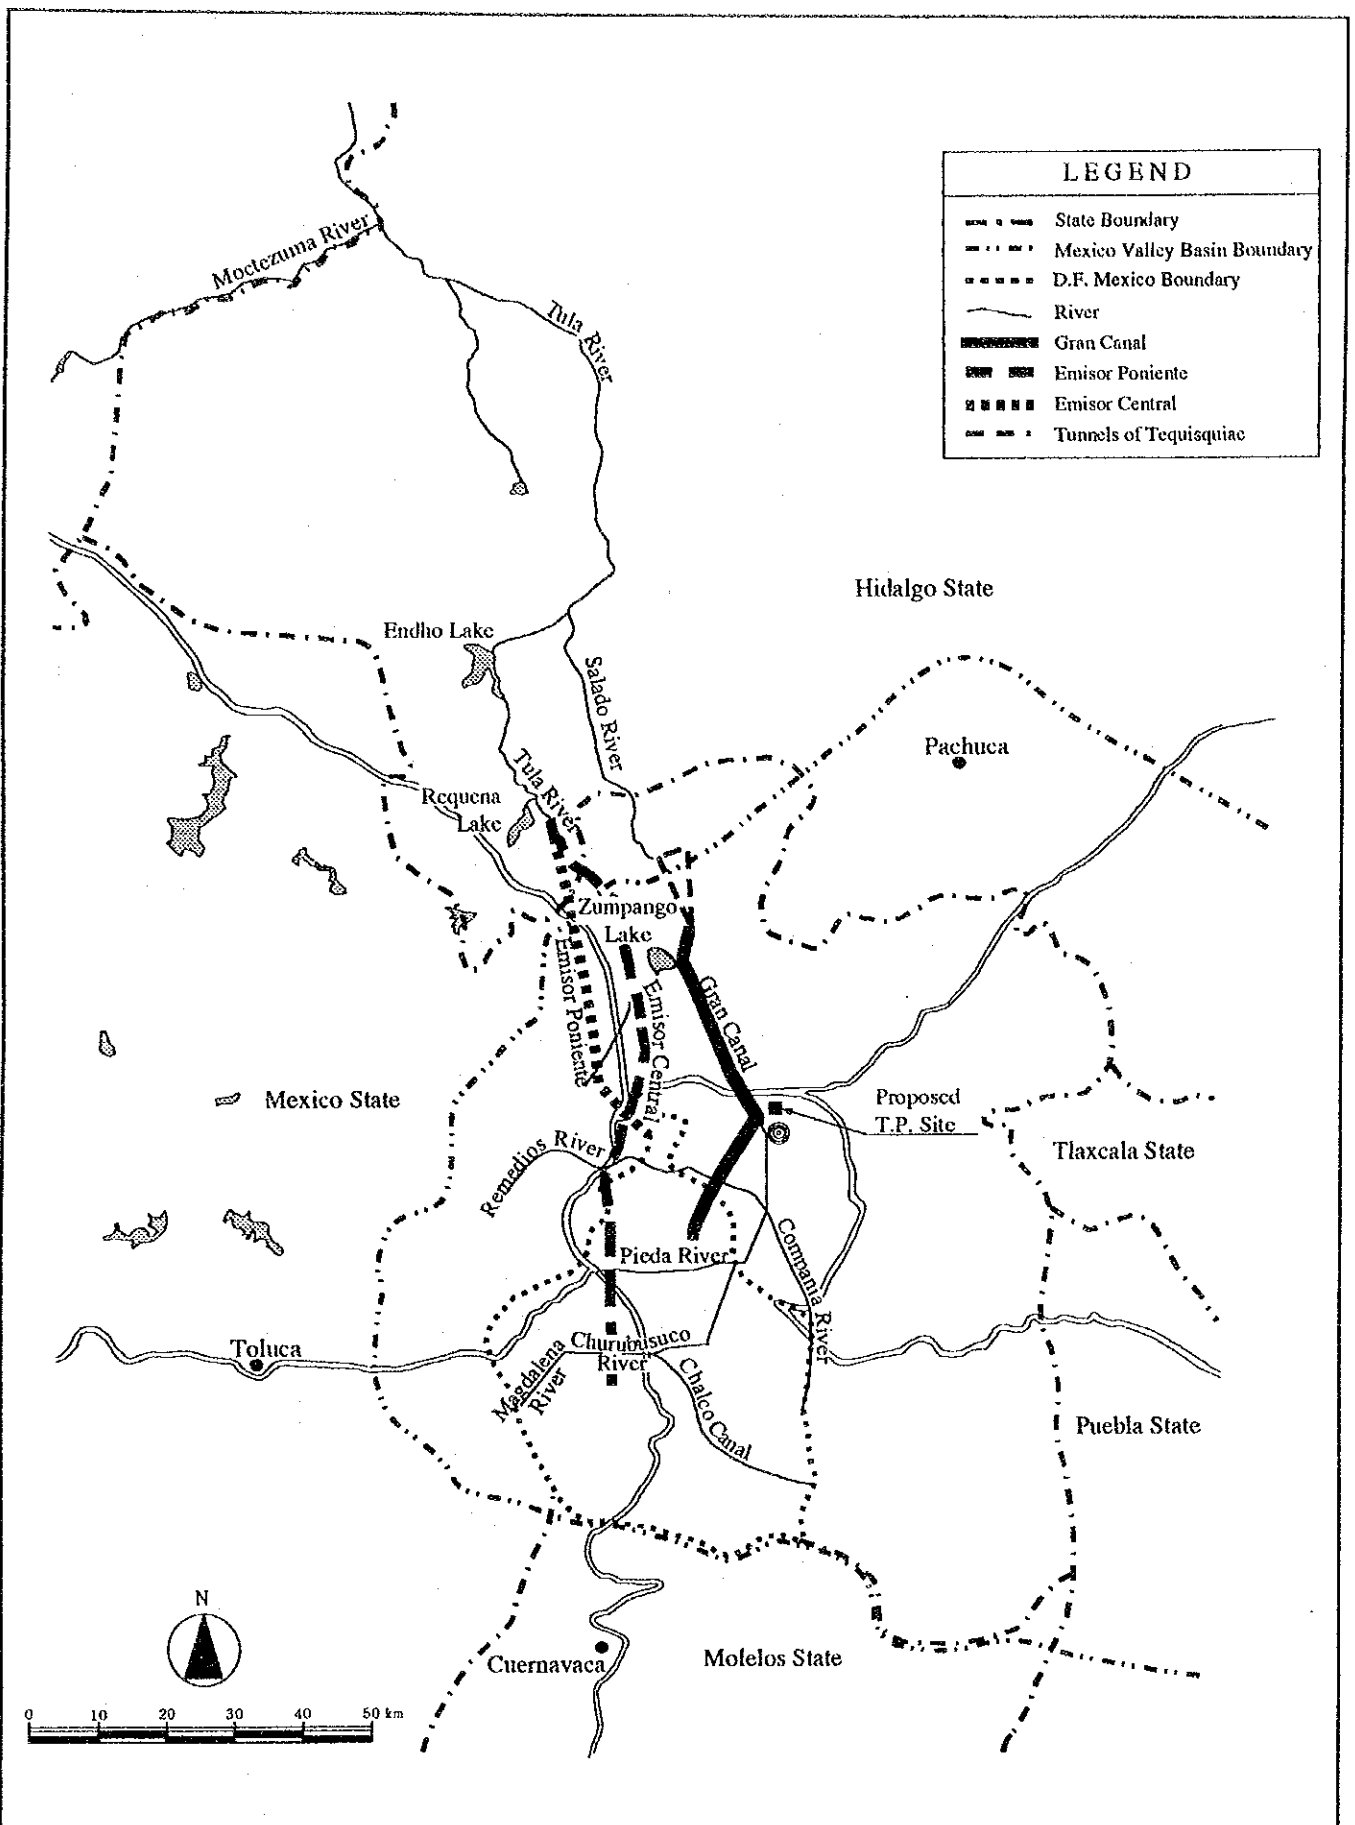 LEGEND
State Boundary
Mexico Valley Basin Boundary
D.F. Mexico Boundary
River
Gran Canal
Emisor Poniente
Emisor Central
Tunnels of Tequisquiac
Moctezuma River
Tula River
Hidalgo State
Endho Lake
Salado River
Pachuca
Tula River
Requena
Lake
Zumpango
Lake
Emisor Poniente
Emisor Central
Gran Canal
Mexico State
Proposed
T.P. Site
Tlaxcala State
Remedios River
Pieda River
Compania River
Toluca
Churubusuco
River
Magdalena
River
Chalco Canal
Puebla State
N
Cuernavaca
Molelos State
0 10 20 30 40 50 km